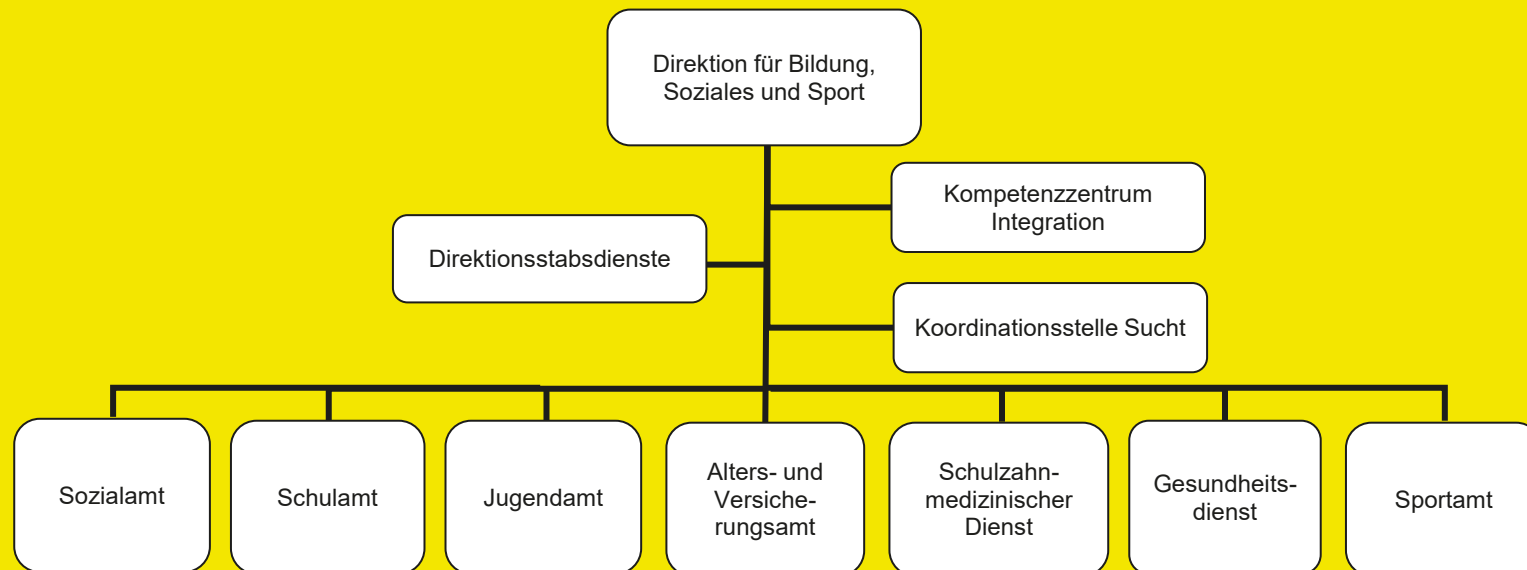 Direktion für Bildung,
Soziales und Sport
Kompetenzzentrum
Integration
Direktionsstabsdienste
Koordinationsstelle Sucht
Sozialamt
Schulamt
Jugendamt
Alters- und
Versiche-
rungsamt
Schulzahn-
medizinischer
Dienst
Gesundheits-
dienst
Sportamt